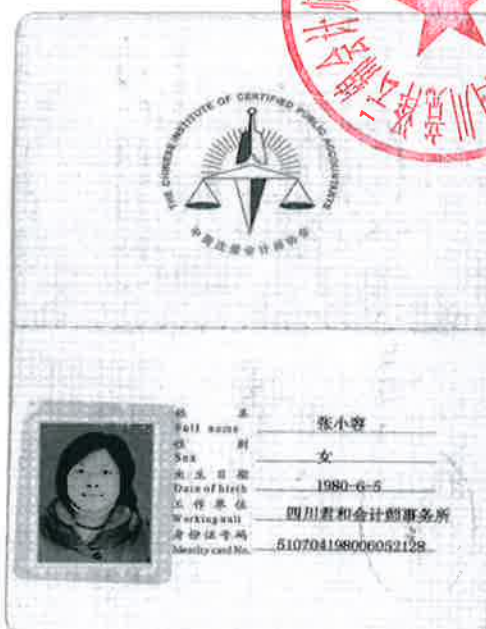 THE CHINESE INSTITUTE OF CERTIFIED PUBLIC ACCOUNTANTS
中国注册会计师协会
姓 名
Full name 张小容
性 别
Sex 女
出 生 日 期
Date of birth 1980-6-5
工 作 单 位
Working unit 四川君和会计师事务所
身份证号码
Identity card No. 510704198006052128